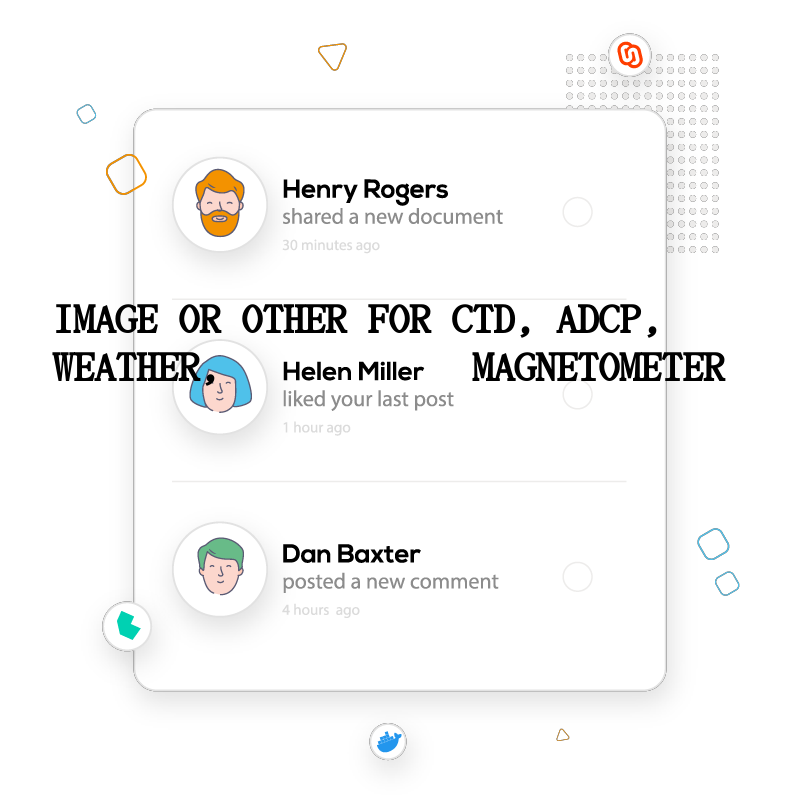 Henry Rogers
shared a new document
30 minutes ago
IMAGE OR OTHER FOR CTD, ADCP,
WEATHER, MAGNETOMETER
Helen Miller
liked your last post
1 hour ago
Dan Baxter
posted a new comment
4 hours ago